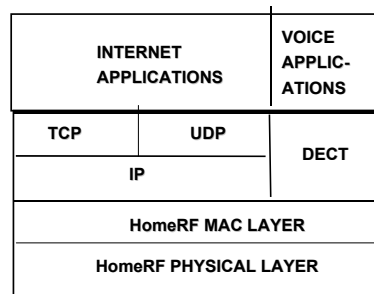 INTERNET
APPLICATIONS
VOICE
APPLIC-
ATIONS
TCP
UDP
IP
DECT
HomeRF MAC LAYER
HomeRF PHYSICAL LAYER